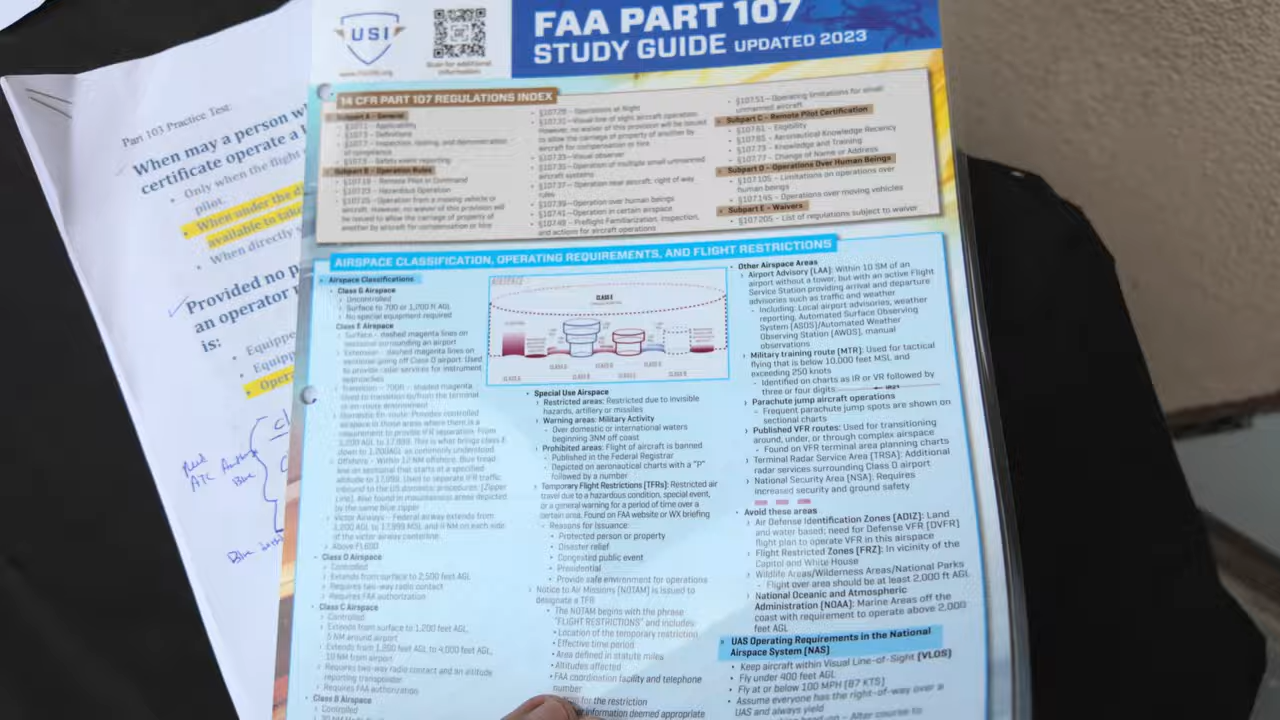 USI
Scan for additional
information
FAA PART 107
STUDY GUIDE UPDATED 2023
14 CFR PART 107 REGULATIONS INDEX
Subpart A - General
§107.1 - Applicability
§107.3 - Definitions
§107.7 - Inspection, testing, and demonstration
of compliance
§107.9 - Safety event reporting
Subpart B - Operation Rules
§107.19 - Remote Pilot in Command
§107.23 - Hazardous Operation
§107.25 - Operation from a moving vehicle or
aircraft. However, no waiver of this provision will
be issued to allow the carriage of property of
another by aircraft for compensation or hire
§107.29 - Operations at Night
§107.31 - Visual line of sight aircraft operation.
However, no waiver of this provision will be issued
to allow the carriage of property of another by
aircraft for compensation or hire
§107.33 - Visual observer
§107.35 - Operation of multiple small unmanned
aircraft systems
§107.37 - Operation near aircraft, right of way
rules
§107.39 - Operation over human beings
§107.41 - Operation in certain airspace
§107.49 - Preflight Familiarization, inspection,
and actions for aircraft operations
§107.51 - Operating limitations for small
unmanned aircraft
Subpart C - Remote Pilot Certification
§107.61 - Eligibility
§107.65 - Aeronautical Knowledge Recency
§107.73 - Knowledge and Training
§107.77 - Change of Name or Address
Subpart D - Operations Over Human Beings
§107.105 - Limitations on operations over
human beings
§107.145 - Operations over moving vehicles
Subpart E - Waivers
§107.205 - List of regulations subject to waiver
AIRSPACE CLASSIFICATION, OPERATING REQUIREMENTS, AND FLIGHT RESTRICTIONS
Airspace Classifications
Class G Airspace
Uncontrolled
Surface to 700 or 1,200 ft AGL
No special equipment required
Class E Airspace
Surface - dashed magenta lines on
sectional surrounding an airport
Extension - dashed magenta lines on
sectional going off Class D airport. Used
to provide radar services for instrument
approaches
Transition - 700ft - shaded magenta.
Used to transition to/from the terminal
or en-route environment
Domestic En-route: Provides controlled
airspace in those areas where there is a
requirement to provide IFR separation. From
1,200 AGL to 17,999. This is what brings class E
down to 1,200AGL as commonly understood
Offshore - Within 12 NM offshore. Blue tread
line on sectional that starts at a specified
altitude to 17,999. Used to separate IFR traffic
inbound to the US domestic procedures. [Zipper
Line]. Also found in mountainous areas depicted
by the same blue zipper
Victor Airways - Federal airway extends from
1,200 AGL to 17,999 MSL and 4 NM on each side
of the victor airway centerline.
Above FL600
Class D Airspace
Controlled
Extends from surface to 2,500 feet AGL
Requires two-way radio contact
Requires FAA authorization
Class C Airspace
Controlled
Extends from surface to 1,200 feet AGL,
5 NM around airport
Extends from 1,200 feet AGL to 4,000 feet AGL,
10 NM from airport
Requires two-way radio contact and an altitude
reporting transponder
Requires FAA authorization
Class B Airspace
Controlled
AIRSPACE
CLASS E
Special Use Airspace
Restricted areas: Restricted due to invisible
hazards, artillery or missiles
Warning areas: Military Activity
Over domestic or international waters
beginning 3NM off coast
Prohibited areas: Flight of aircraft is banned
Published in the Federal Registrar
Depicted on aeronautical charts with a "P"
followed by a number
Temporary Flight Restrictions [TFRs]: Restricted air
travel due to a hazardous condition, special event,
or a general warning for a period of time over a
certain area. Found on FAA website or WX briefing
Reasons for Issuance:
Protected person or property
Disaster relief
Congested public event
Presidential
Provide safe environment for operations
Notice to Air Missions [NOTAM] is issued to
designate a TFR
The NOTAM begins with the phrase
"FLIGHT RESTRICTIONS" and includes:
Location of the temporary restriction
Effective time period
Area defined in statute miles
Altitudes affected
FAA coordination facility and telephone
number
for the restriction
information deemed appropriate
Other Airspace Areas
Airport Advisory [LAA]: Within 10 SM of an
airport without a tower, but with an active Flight
Service Station providing arrival and departure
advisories such as traffic and weather
Including: Local airport advisories, weather
reporting, Automated Surface Observing
System [ASOS]/Automated Weather
Observing Station [AWOS], manual
observations
Military training route [MTR]: Used for tactical
flying that is below 10,000 feet MSL and
exceeding 250 knots
Identified on charts as IR or VR followed by
three or four digits
Parachute jump aircraft operations
Frequent parachute jump spots are shown on
sectional charts
Published VFR routes: Used for transitioning
around, under, or through complex airspace
Found on VFR terminal area planning charts
Terminal Radar Service Area [TRSA]: Additional
radar services surrounding Class D airport
National Security Area [NSA]: Requires
increased security and ground safety
Avoid these areas
Air Defense Identification Zones [ADIZ]: Land
and water based; need for Defense VFR [DVFR]
flight plan to operate VFR in this airspace
Flight Restricted Zones [FRZ]: In vicinity of the
Capitol and White House
Wildlife Areas/Wilderness Areas/National Parks
Flight over area should be at least 2,000 ft AGL
National Oceanic and Atmospheric
Administration [NOAA]: Marine Areas off the
coast with requirement to operate above 2,000
feet AGL
UAS Operating Requirements in the National
Airspace System [NAS]
Keep aircraft within Visual Line-of-Sight [VLOS]
Fly under 400 feet AGL
Fly at or below 100 MPH [87 KTS]
Assume everyone has the right-of-way over a
UAS and always yield
Part 103 Practice Test:
When may a person w
certificate operate a
Only when the flight
pilot.
When under the d
available to take
When directly s
Provided no p
an operator
is:
Equippe
Equip
Opera
Need
ATC Autho
Blue
Blue